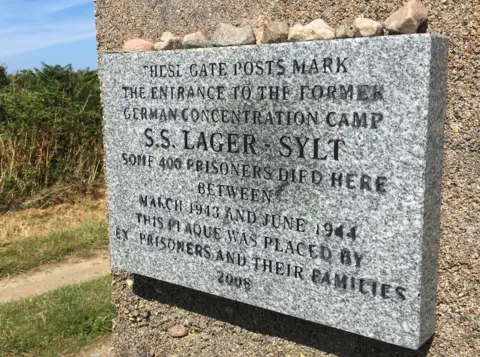 THESE GATE POSTS MARK
THE ENTRANCE TO THE FORMER
GERMAN CONCENTRATION CAMP
S.S. LAGER - SYLT
SOME 400 PRISONERS DIED HERE
BETWEEN
MARCH 1943 AND JUNE 1944
THIS PLAQUE WAS PLACED BY
EX PRISONERS AND THEIR FAMILIES
2008